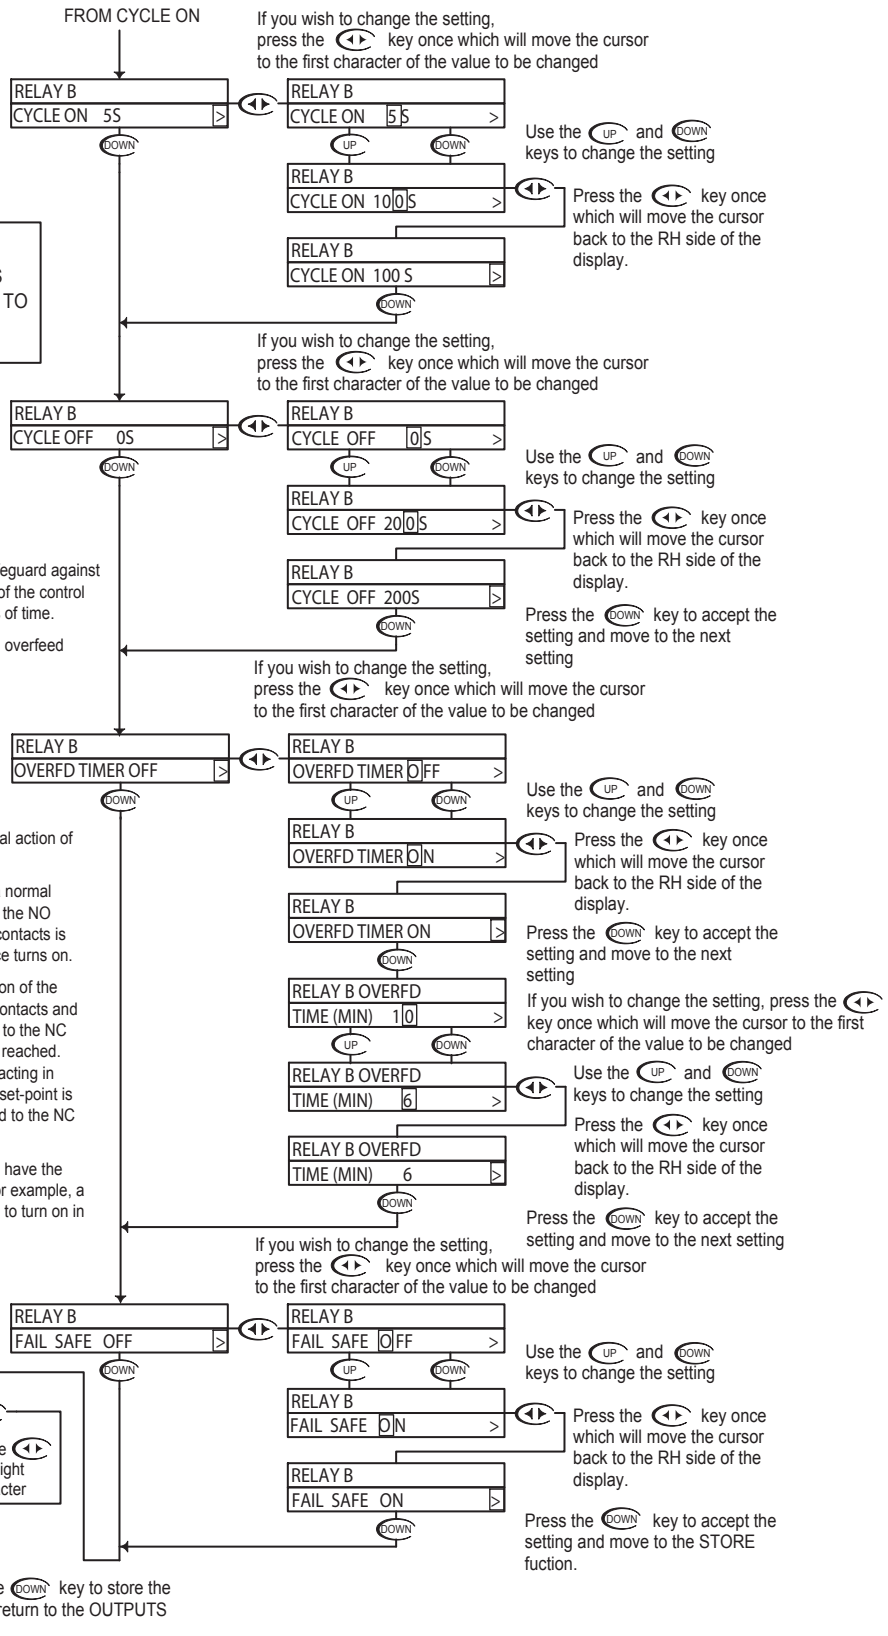 FROM CYCLE ON
If you wish to change the setting,
press the key once which will move the cursor
to the first character of the value to be changed
RELAY B
CYCLE ON 5S >
RELAY B
CYCLE ON 5S >
DOWN
UP
DOWN
Use the UP and DOWN
keys to change the setting
RELAY B
CYCLE ON 100S >
Press the key once
which will move the cursor
back to the RH side of the
display.
RELAY B
CYCLE ON 100 S >
DOWN
S
TO
If you wish to change the setting,
press the key once which will move the cursor
to the first character of the value to be changed
RELAY B
CYCLE OFF 0S >
RELAY B
CYCLE OFF 0S >
DOWN
UP
DOWN
Use the UP and DOWN
keys to change the setting
RELAY B
CYCLE OFF 200S >
Press the key once
which will move the cursor
back to the RH side of the
display.
RELAY B
CYCLE OFF 200S >
DOWN
Press the DOWN key to accept the
setting and move to the next
setting
eguard against
of the control
s of time.
overfeed
If you wish to change the setting,
press the key once which will move the cursor
to the first character of the value to be changed
RELAY B
OVERFD TIMER OFF >
RELAY B
OVERFD TIMER OFF >
DOWN
UP
DOWN
Use the UP and DOWN
keys to change the setting
RELAY B
OVERFD TIMER ON >
Press the key once
which will move the cursor
back to the RH side of the
display.
RELAY B
OVERFD TIMER ON >
DOWN
Press the DOWN key to accept the
setting and move to the next
setting
RELAY B OVERFD
TIME (MIN) 10 >
UP
DOWN
If you wish to change the setting, press the
key once which will move the cursor to the first
character of the value to be changed
RELAY B OVERFD
TIME (MIN) 6 >
Use the UP and DOWN
keys to change the setting
Press the key once
which will move the cursor
back to the RH side of the
display.
RELAY B OVERFD
TIME (MIN) 6 >
DOWN
Press the DOWN key to accept the
setting and move to the next setting
al action of
normal
the NO
contacts is
ce turns on.
on of the
ontacts and
to the NC
reached.
acting in
set-point is
d to the NC
have the
or example, a
to turn on in
If you wish to change the setting,
press the key once which will move the cursor
to the first character of the value to be changed
RELAY B
FAIL SAFE OFF >
RELAY B
FAIL SAFE OFF >
DOWN
UP
DOWN
Use the UP and DOWN
keys to change the setting
RELAY B
FAIL SAFE ON >
Press the key once
which will move the cursor
back to the RH side of the
display.
RELAY B
FAIL SAFE ON >
DOWN
Press the DOWN key to accept the
setting and move to the STORE
fuction.
e
ight
cter
e DOWN key to store the
return to the OUTPUTS